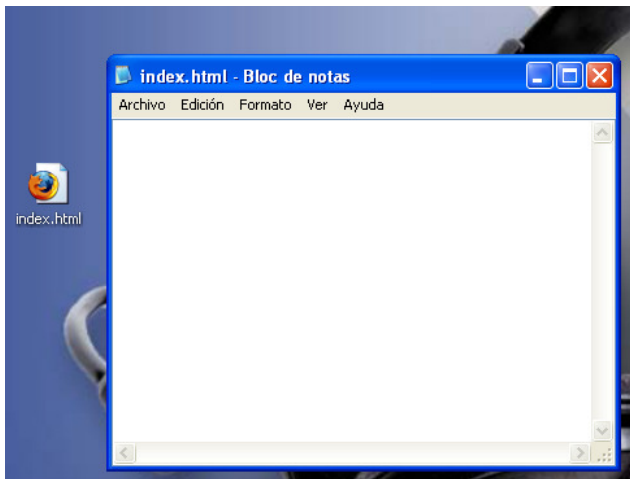 index.html - Bloc de notas
Archivo Edición Formato Ver Ayuda
index.html